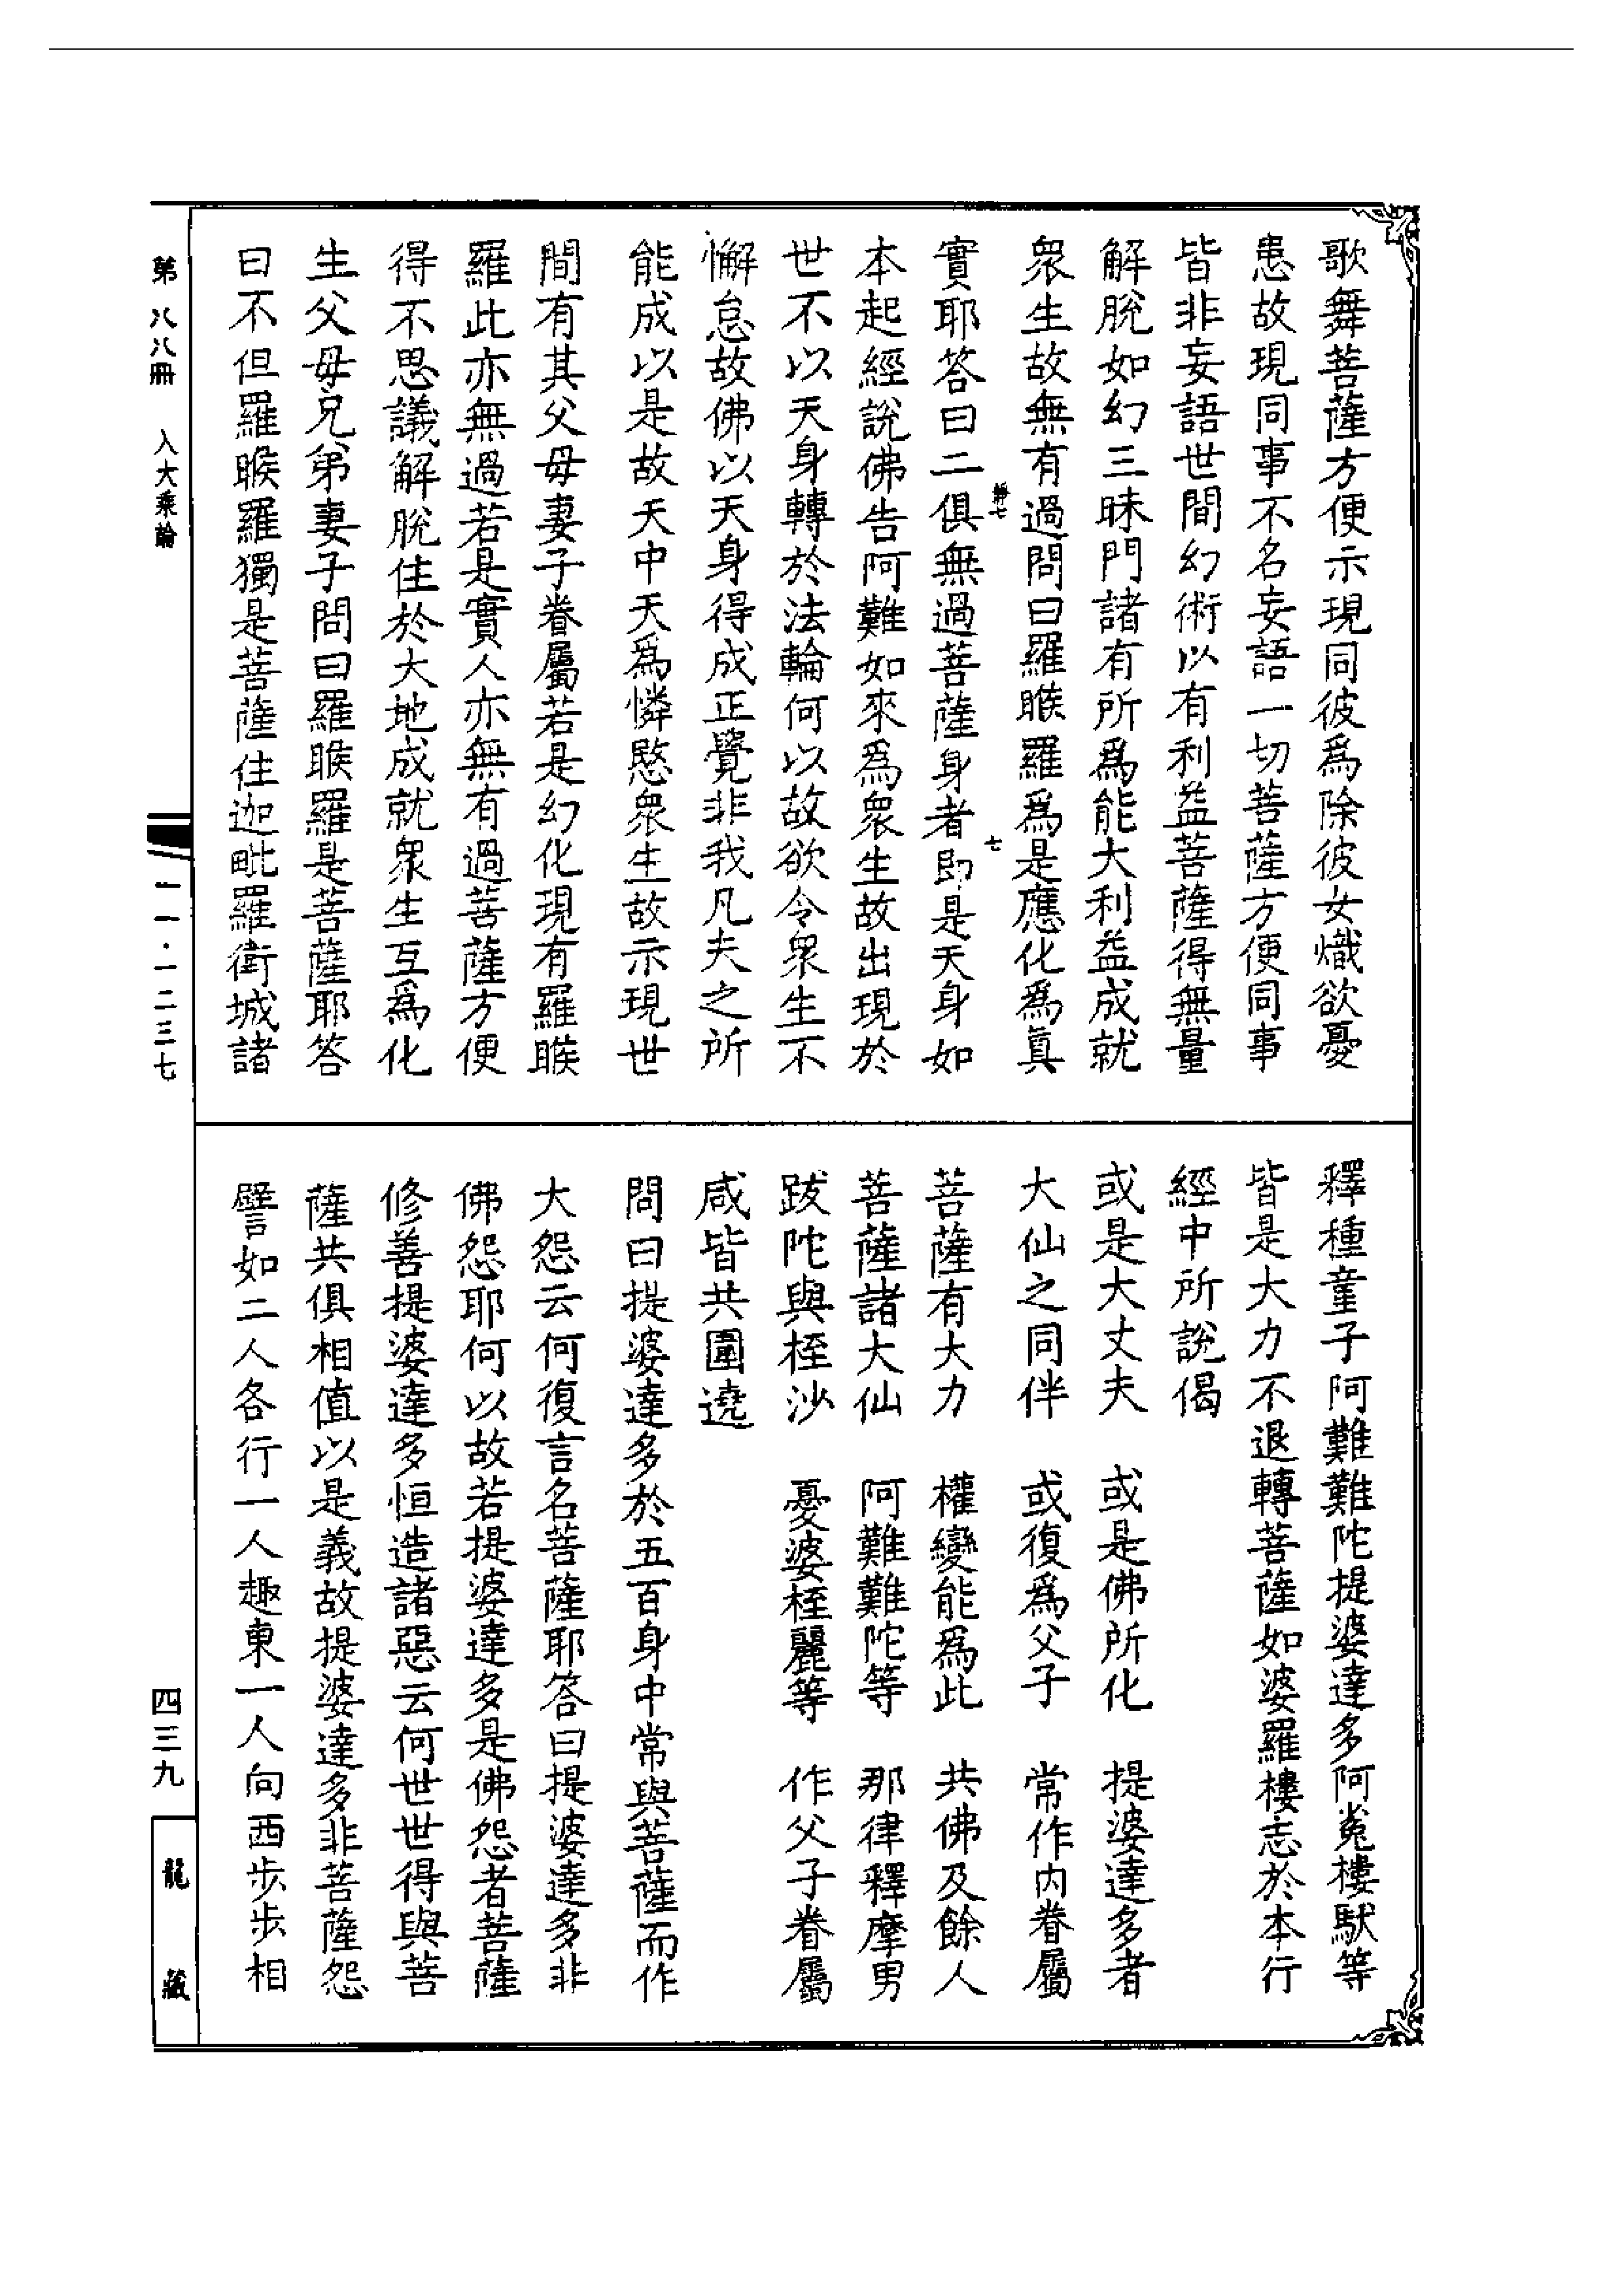 歌舞菩薩方便示現同彼爲除彼女熾欲憂
患故現同事不名妄語一切菩薩方便同事
皆非妄語世間幻術以有利益菩薩得無量
解脫如幻三昧門諸有所爲能大利益成就
衆生故無有過問曰羅睺羅爲是應化爲眞
靜七
七
實耶答曰二俱無過菩薩身者即是天身如
本起經說佛告阿難如來爲衆生故出現於
世不以天身轉於法輪何以故欲令衆生不
懈怠故佛以天身得成正覺非我凡夫之所
能成以是故天中天爲憐愍衆生故示現世
間有其父母妻子眷屬若是幻化現有羅睺
羅此亦無過若是實人亦無有過菩薩方便
得不思議解脫住於大地成就衆生互爲化
生父母兄弟妻子問曰羅睺羅是菩薩耶答
曰不但羅睺羅獨是菩薩住迦毗羅衛城諸
釋種童子阿難難陀提婆達多阿㝹樓馱等
皆是大力不退轉菩薩如婆羅樓志於本行
經中所說偈
或是大丈夫　或是佛所化　提婆達多者
大仙之同伴　或復爲父子　常作內眷屬
菩薩有大力　權變能爲此　共佛及餘人
菩薩諸大仙　阿難難陀等　那律釋摩男
跋陀與桎沙　憂婆桎麗等　作父子眷屬
咸皆共圍遶
問曰提婆達多於五百身中常與菩薩而作
大怨云何復言名菩薩耶答曰提婆達多非
佛怨耶何以故若提婆達多是佛怨者菩薩
修善提婆達多恒造諸惡云何世世得與菩
薩共俱相值以是義故提婆達多非菩薩怨
譬如二人各行一人趣東一人向西步步相
第八八冊　入大乘論
一一·一二三七
四三九
龍藏